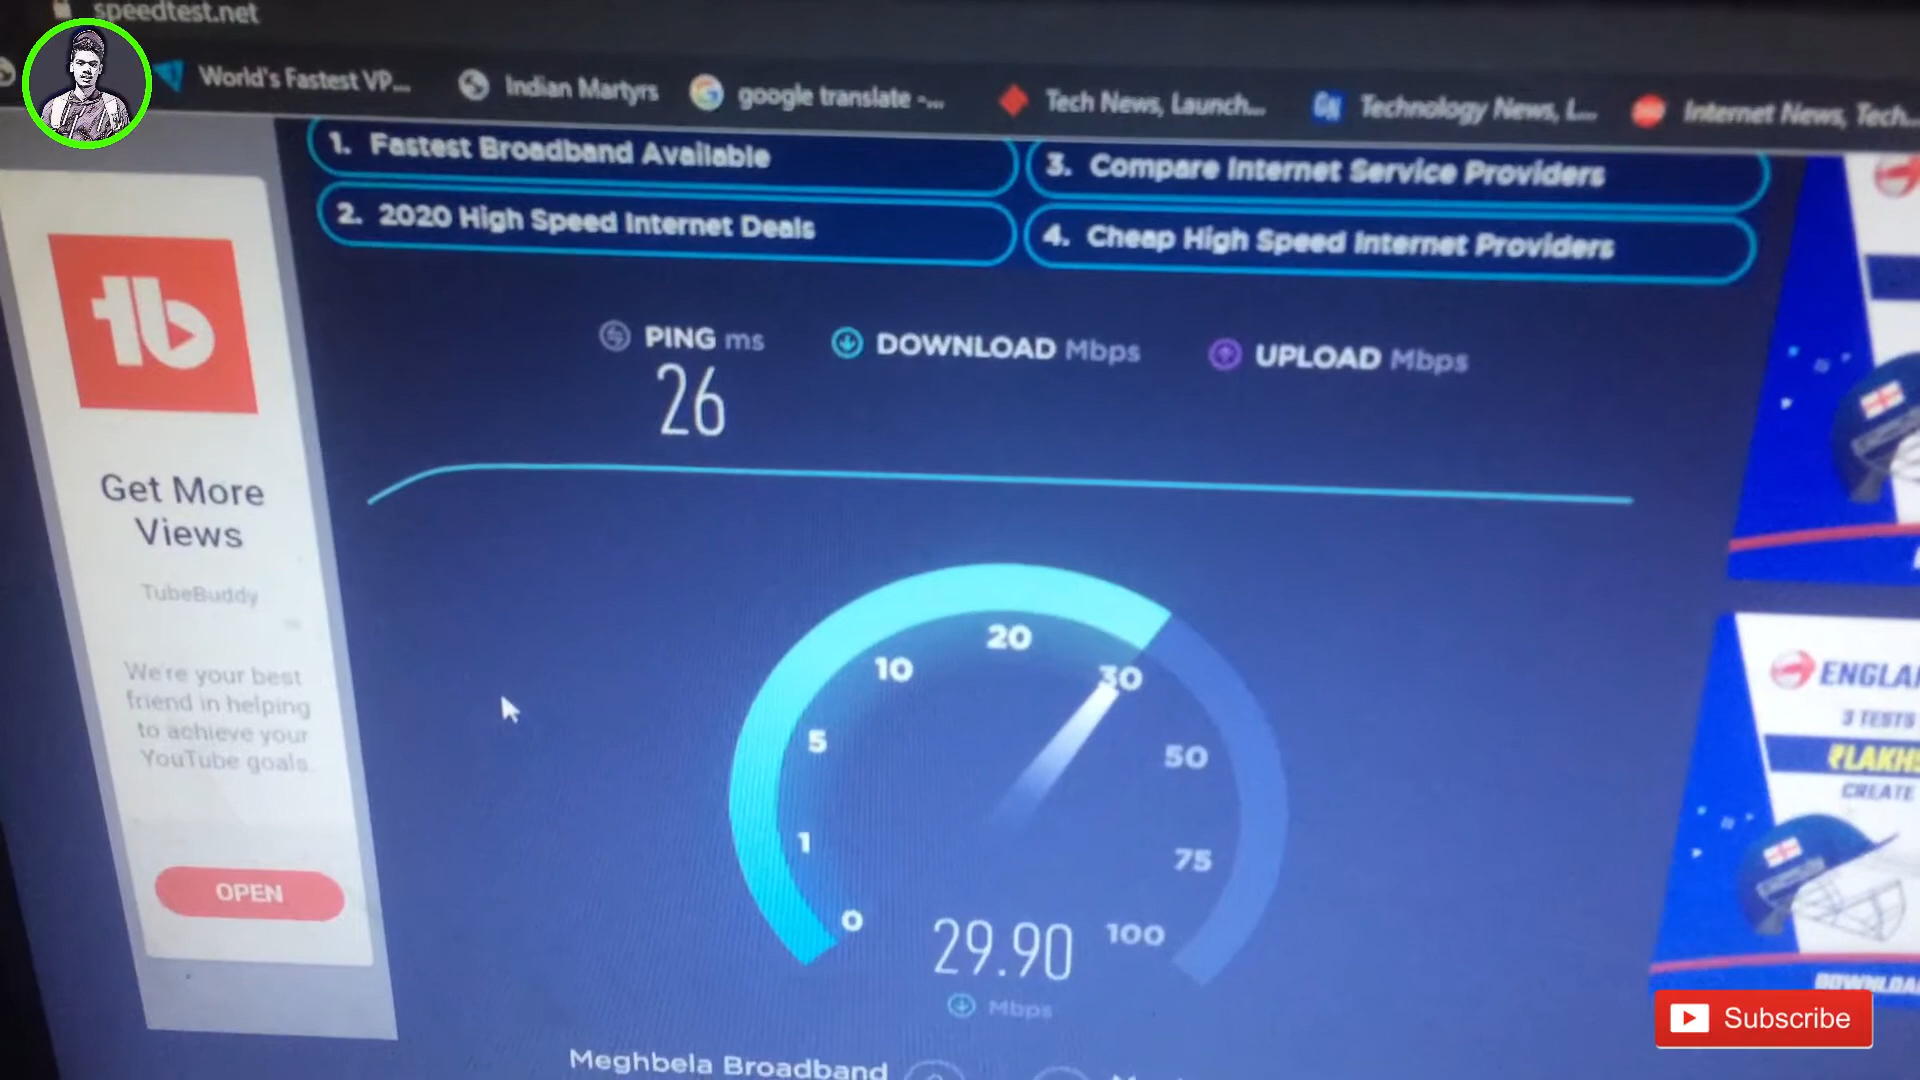 speedtest.net
World's Fastest VP...
Indian Martyrs
google translate -...
Tech News, Launch...
GN
Technology News, L...
Internet News, Tech...
1. Fastest Broadband Available
3. Compare Internet Service Providers
2. 2020 High Speed Internet Deals
4. Cheap High Speed Internet Providers
tb
Get More
Views
TubeBuddy
We're your best
friend in helping
to achieve your
YouTube goals.
OPEN
PING ms
26
DOWNLOAD Mbps
UPLOAD Mbps
0
1
5
10
20
30
50
75
100
29.90
Mbps
Meghbela Broadband
3 TESTS
CREATE
Subscribe